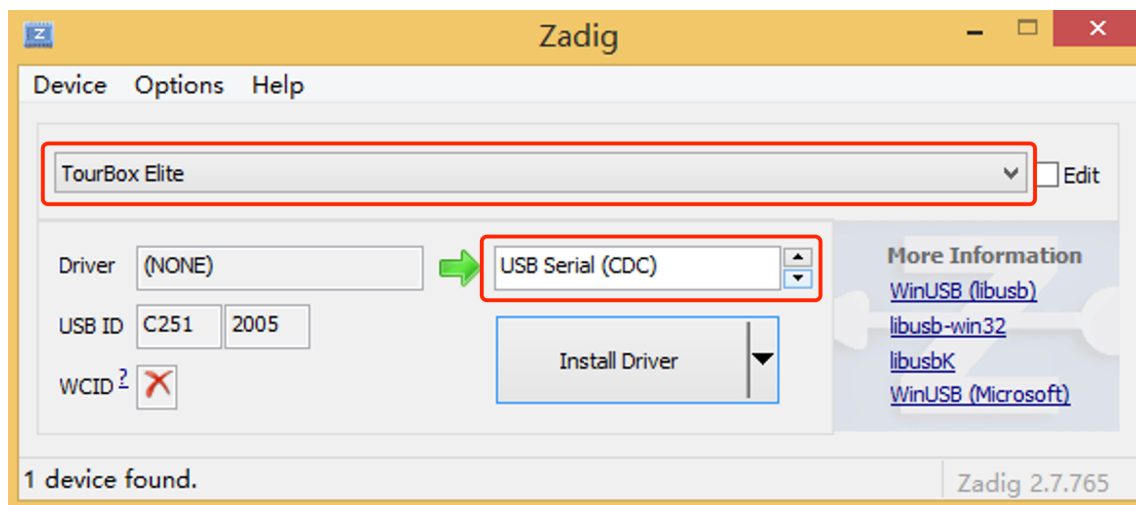 Z
Zadig
Device Options Help
TourBox Elite
Edit
Driver (NONE) USB Serial (CDC)
USB ID C251 2005
WCID ?
Install Driver
More Information
WinUSB (libusb)
libusb-win32
libusbK
WinUSB (Microsoft)
1 device found.
Zadig 2.7.765